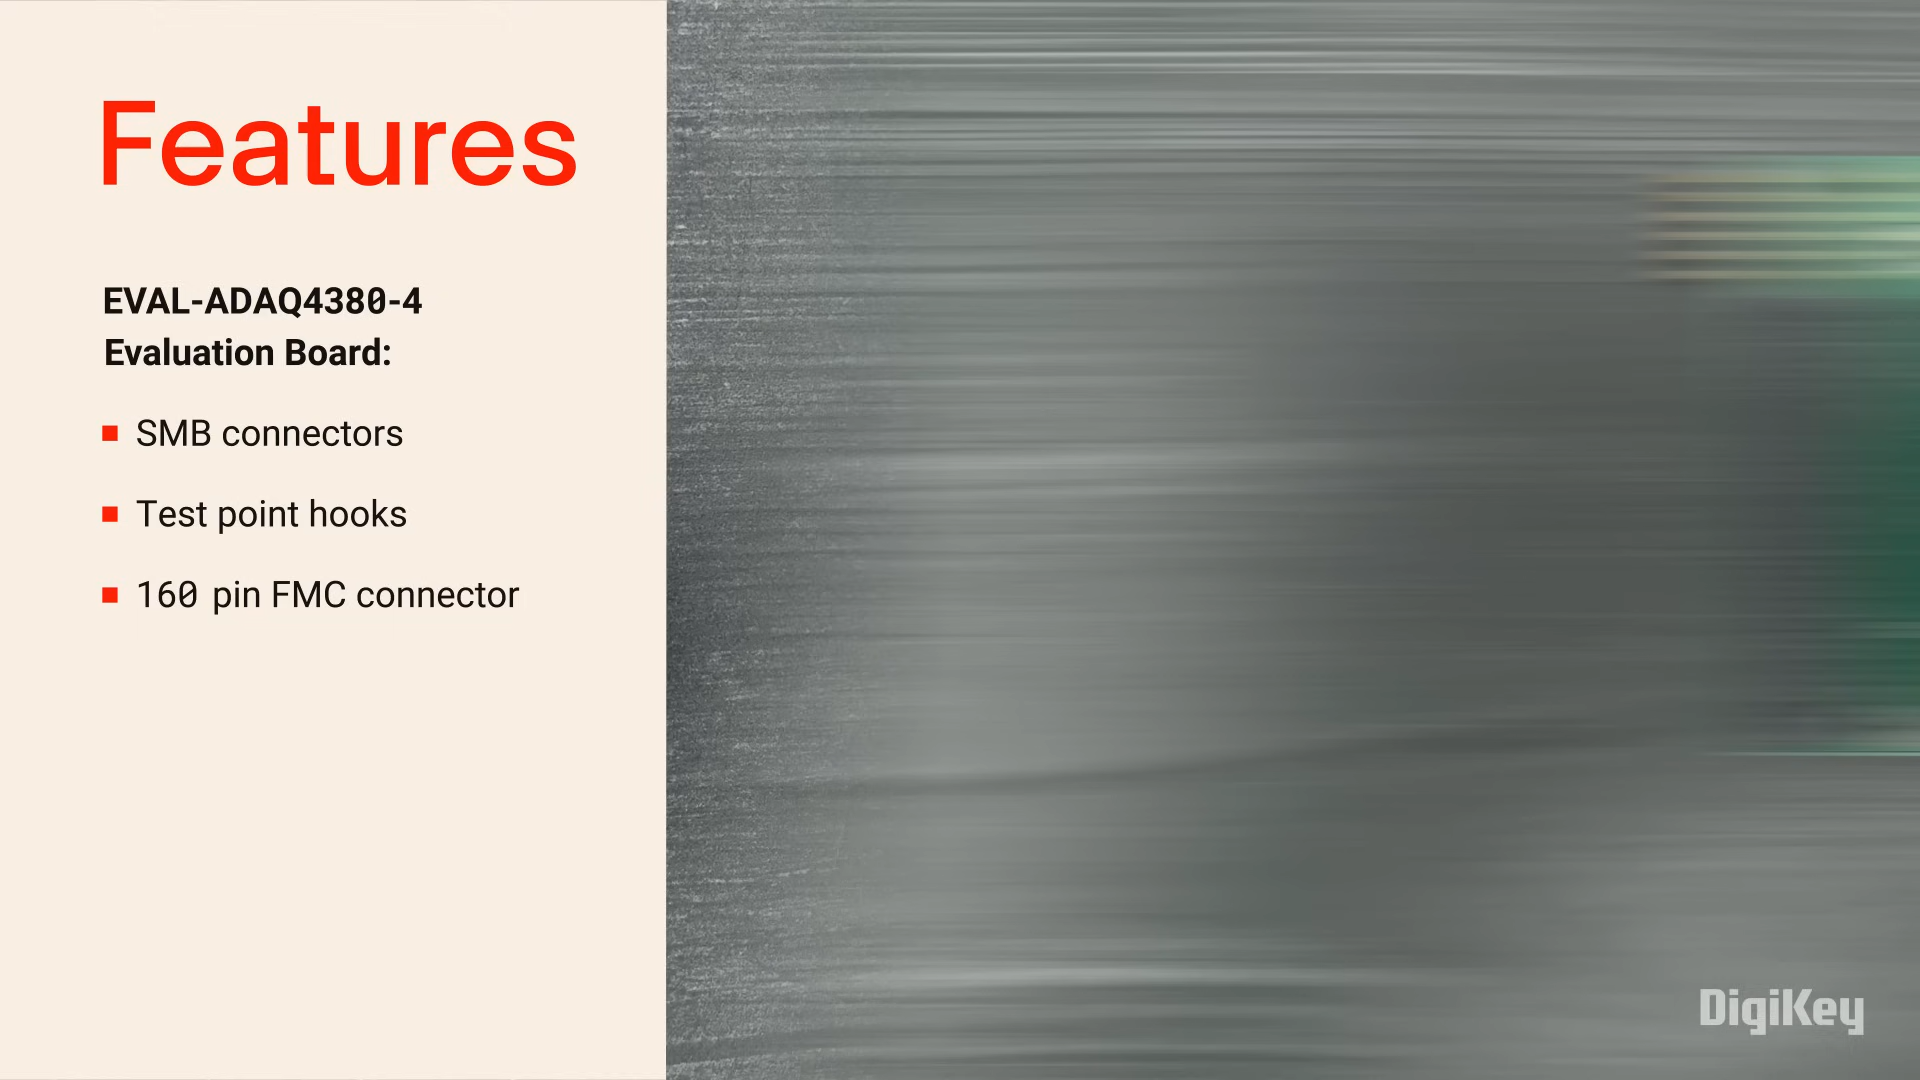 Features
EVAL-ADAQ4380-4
Evaluation Board:
SMB connectors
Test point hooks
160 pin FMC connector
DigiKey